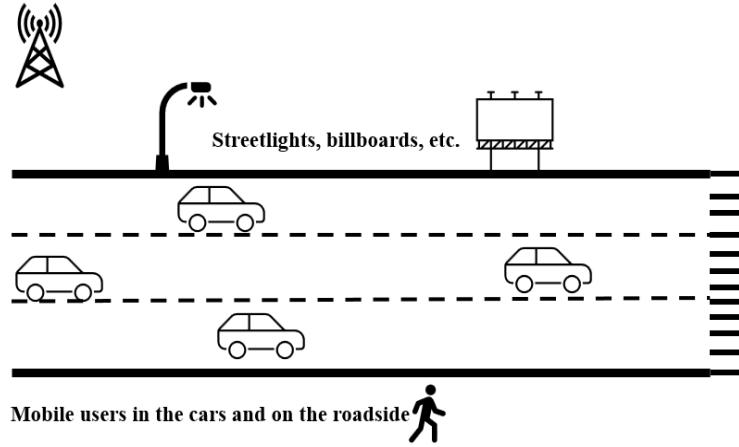 Streetlights, billboards, etc.
Mobile users in the cars and on the roadside